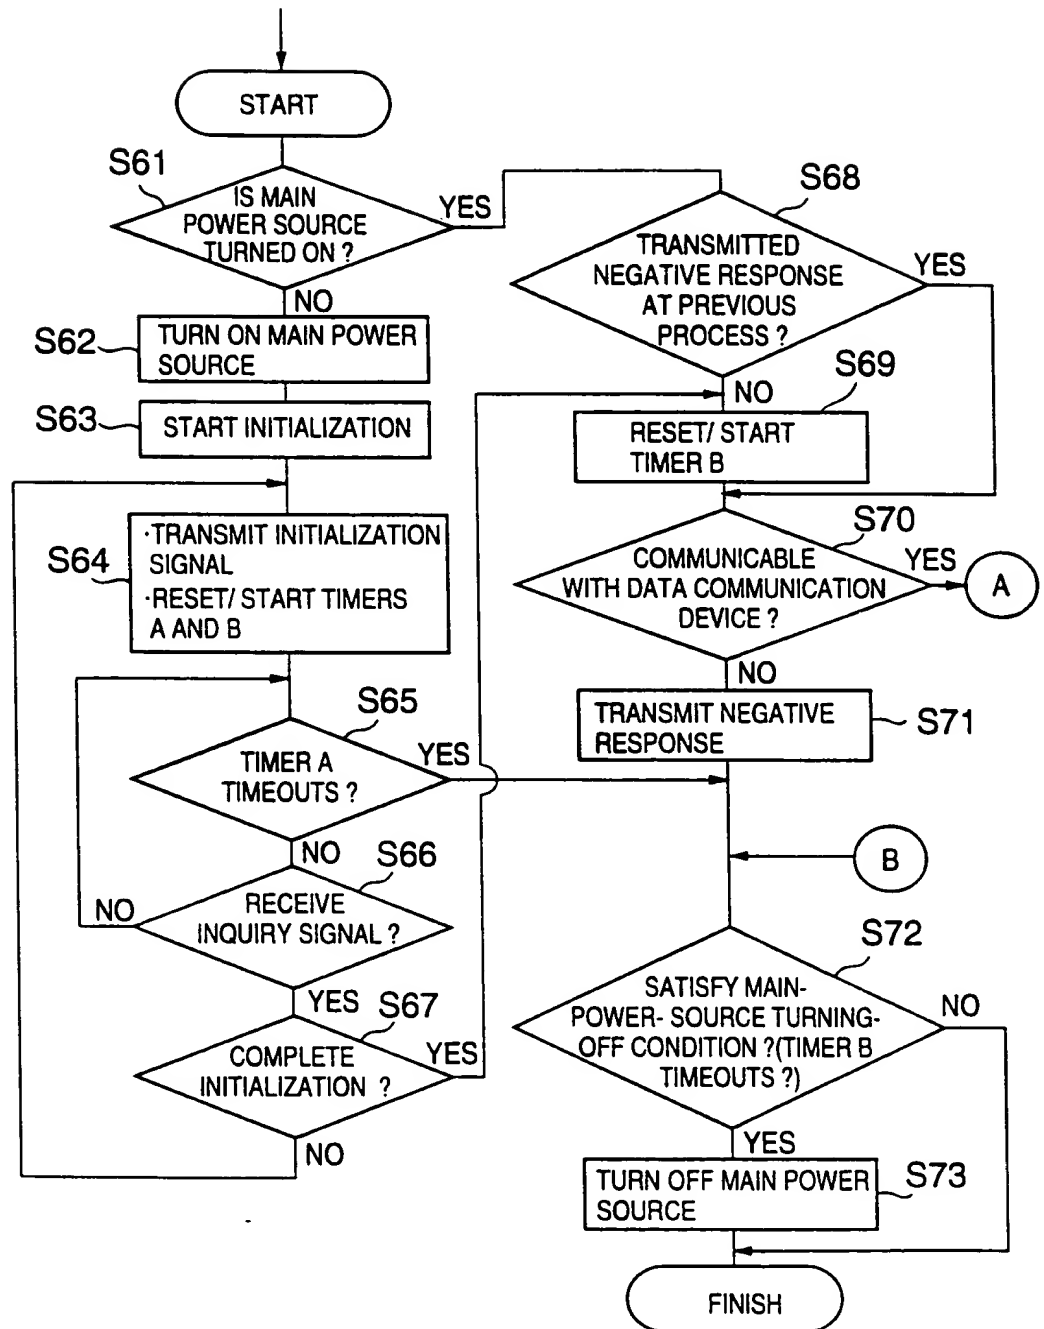 START
S61
IS MAIN
POWER SOURCE
TURNED ON ?
YES
NO
S62
TURN ON MAIN POWER
SOURCE
S63
START INITIALIZATION
S64
·TRANSMIT INITIALIZATION
SIGNAL
·RESET/ START TIMERS
A AND B
S65
TIMER A
TIMEOUTS ?
YES
NO
S66
RECEIVE
INQUIRY SIGNAL ?
NO
YES
S67
COMPLETE
INITIALIZATION ?
YES
NO
S68
TRANSMITTED
NEGATIVE RESPONSE
AT PREVIOUS
PROCESS ?
YES
NO
S69
RESET/ START
TIMER B
S70
COMMUNICABLE
WITH DATA COMMUNICATION
DEVICE ?
YES
A
NO
TRANSMIT NEGATIVE
RESPONSE
S71
B
S72
SATISFY MAIN-
POWER- SOURCE TURNING-
OFF CONDITION ?(TIMER B
TIMEOUTS ?)
NO
YES
TURN OFF MAIN POWER
SOURCE
S73
FINISH